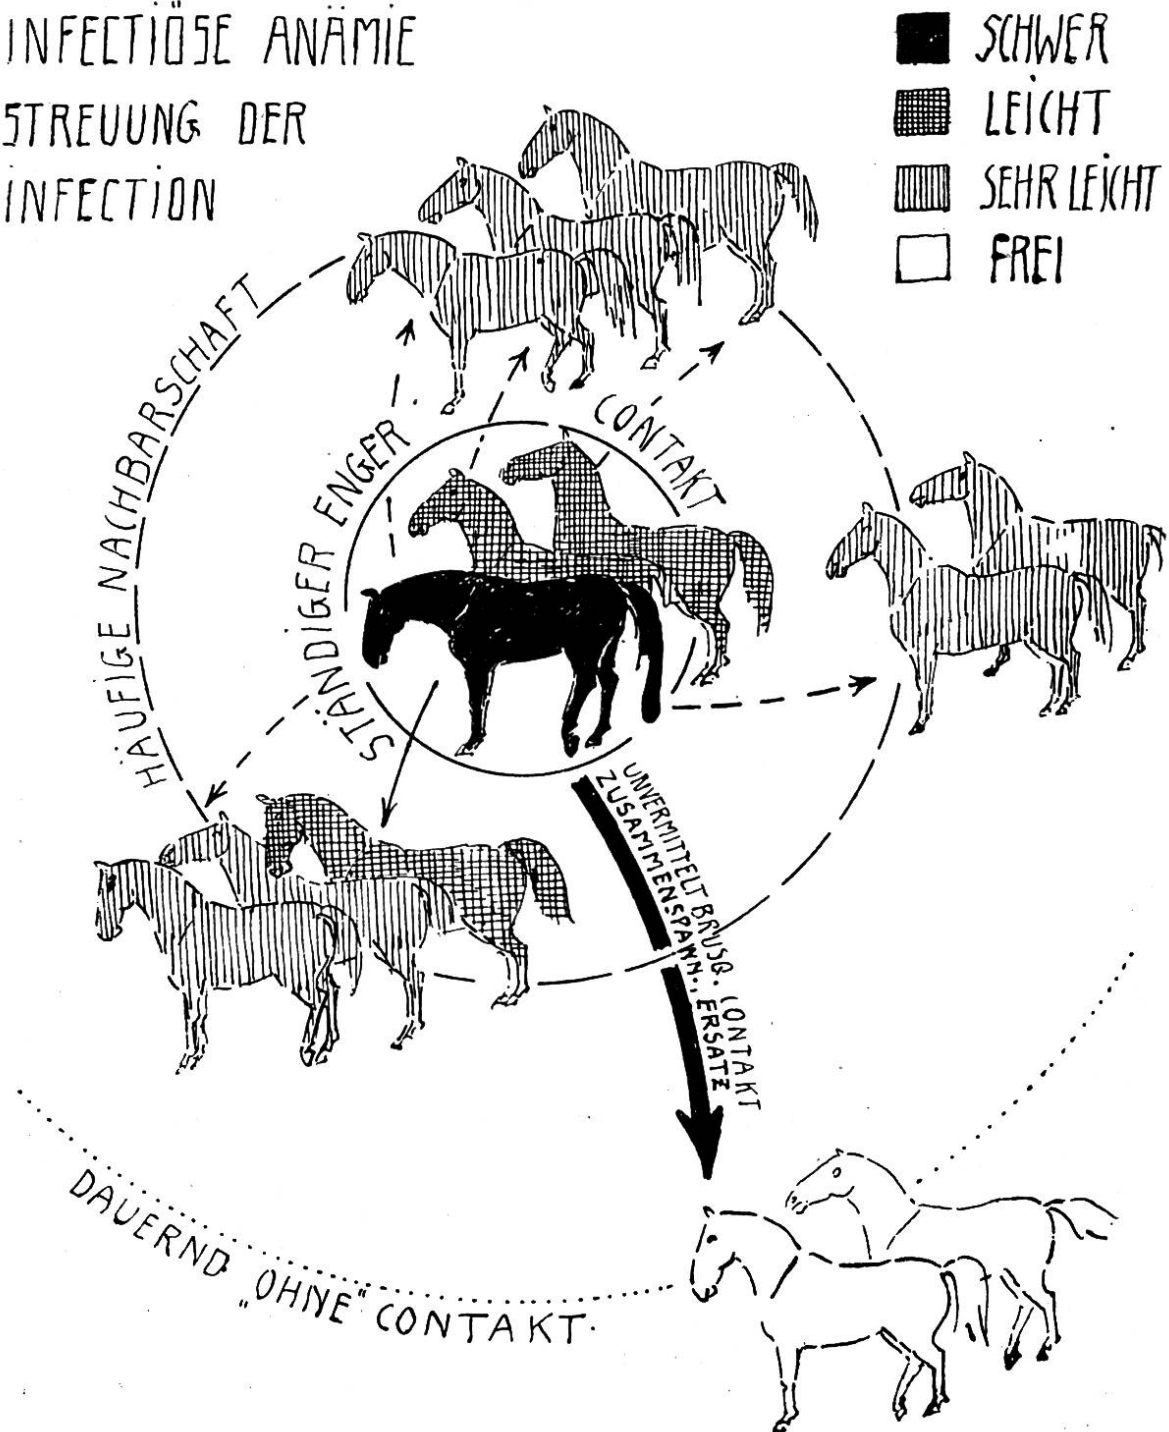 INFECTIÖSE ANÄMIE
STREUUNG DER
INFECTION
SCHWER
LEICHT
SEHR LEICHT
FREI
HÄUFIGE NACHBARSCHAFT
STÄNDIGER ENGER CONTAKT
UNVERMITTELT BRUSQ. CONTAKT
ZUSAMMENSPANN., ERSATZ
DAUERND „OHNE“ CONTAKT.